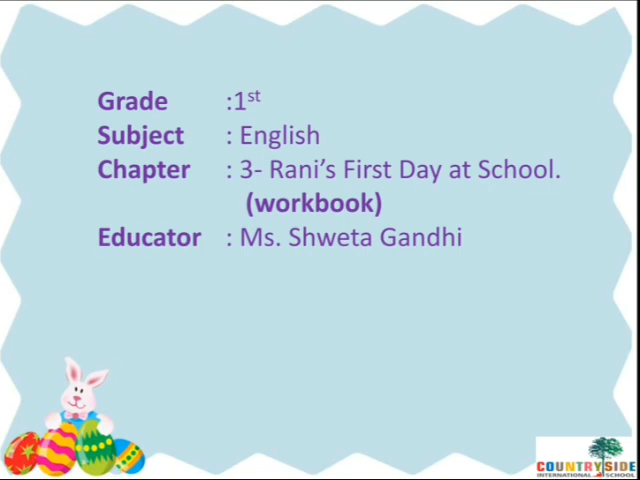 Grade :1st
Subject : English
Chapter : 3- Rani's First Day at School.
(workbook)
Educator : Ms. Shweta Gandhi
COUNTRYSIDE
INTERNATIONAL SCHOOL